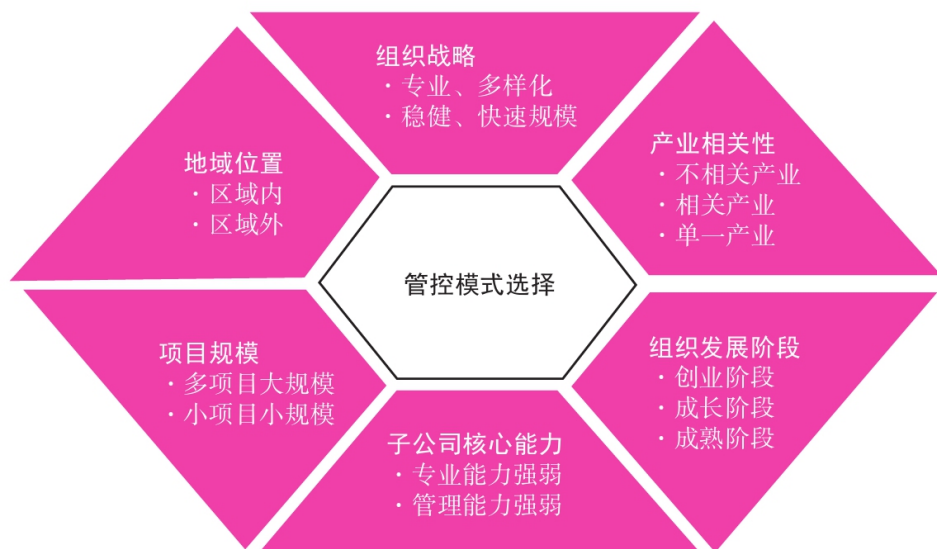 组织战略
· 专业、多样化
· 稳健、快速规模
产业相关性
· 不相关产业
· 相关产业
· 单一产业
地域位置
· 区域内
· 区域外
管控模式选择
项目规模
· 多项目大规模
· 小项目小规模
组织发展阶段
· 创业阶段
· 成长阶段
· 成熟阶段
子公司核心能力
· 专业能力强弱
· 管理能力强弱